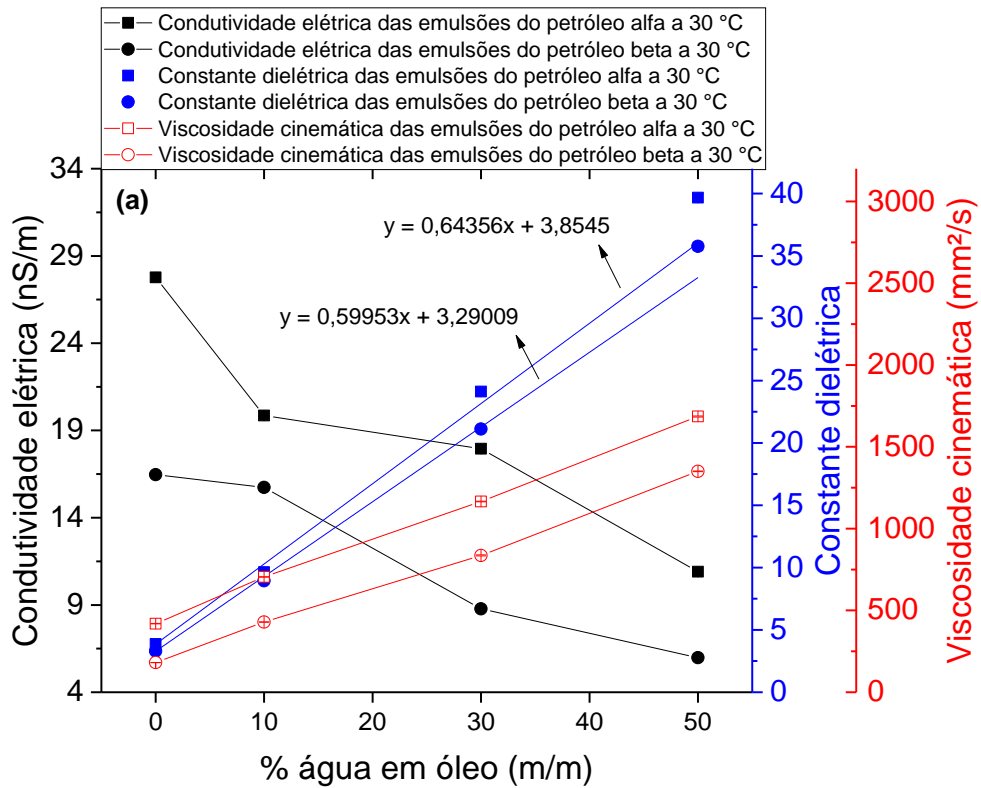 Condutividade elétrica das emulsões do petróleo alfa a 30 °C
Condutividade elétrica das emulsões do petróleo beta a 30 °C
Constante dielétrica das emulsões do petróleo alfa a 30 °C
Constante dielétrica das emulsões do petróleo beta a 30 °C
Viscosidade cinemática das emulsões do petróleo alfa a 30 °C
Viscosidade cinemática das emulsões do petróleo beta a 30 °C
(a)
y = 0,64356x + 3,8545
y = 0,59953x + 3,29009
Condutividade elétrica (nS/m)
34
29
24
19
14
9
4
0 10 20 30 40 50
% água em óleo (m/m)
40
35
30
25
20
15
10
5
0
Constante dielétrica
3000
2500
2000
1500
1000
500
0
Viscosidade cinemática (mm²/s)